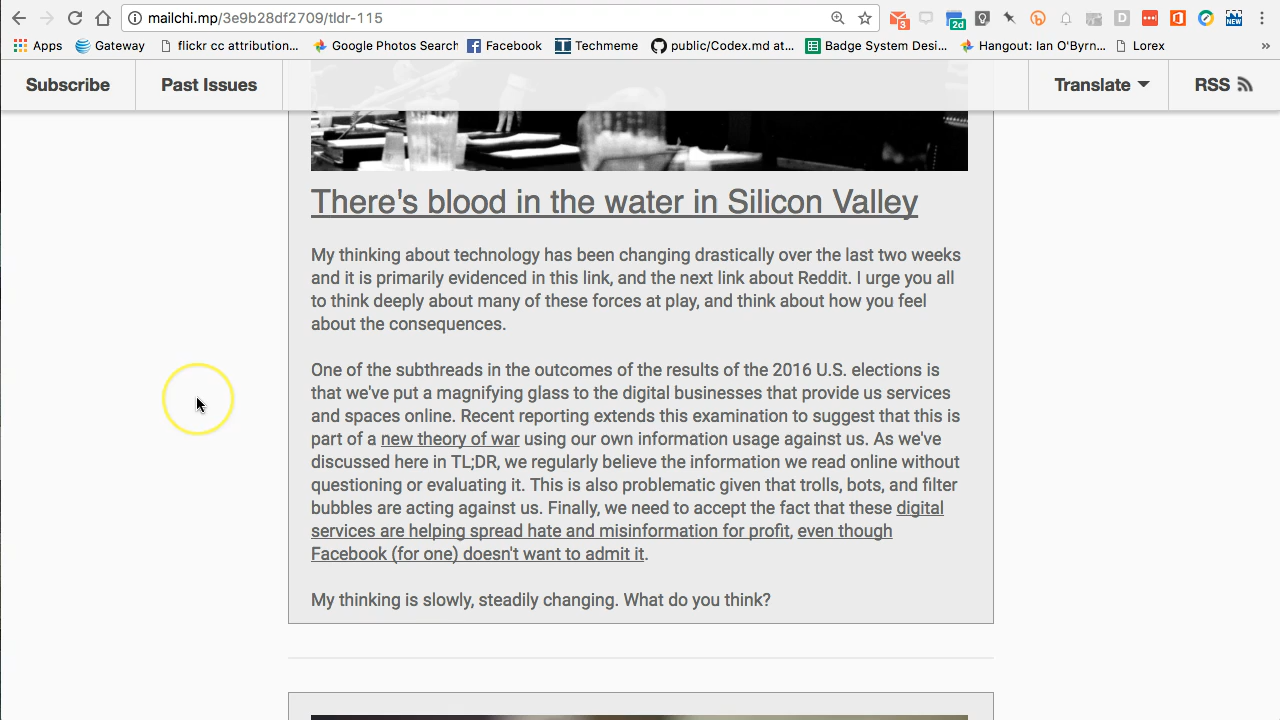 mailchi.mp/3e9b28df2709/tldr-115
3
2d
NEW
Apps Gateway flickr cc attribution... Google Photos Search Facebook Techmeme public/Codex.md at... Badge System Desi... Hangout: Ian O'Byrn... Lorex »
Subscribe Past Issues Translate RSS
There's blood in the water in Silicon Valley
My thinking about technology has been changing drastically over the last two weeks
and it is primarily evidenced in this link, and the next link about Reddit. I urge you all
to think deeply about many of these forces at play, and think about how you feel
about the consequences.
One of the subthreads in the outcomes of the results of the 2016 U.S. elections is
that we've put a magnifying glass to the digital businesses that provide us services
and spaces online. Recent reporting extends this examination to suggest that this is
part of a new theory of war using our own information usage against us. As we've
discussed here in TL;DR, we regularly believe the information we read online without
questioning or evaluating it. This is also problematic given that trolls, bots, and filter
bubbles are acting against us. Finally, we need to accept the fact that these digital
services are helping spread hate and misinformation for profit, even though
Facebook (for one) doesn't want to admit it.
My thinking is slowly, steadily changing. What do you think?